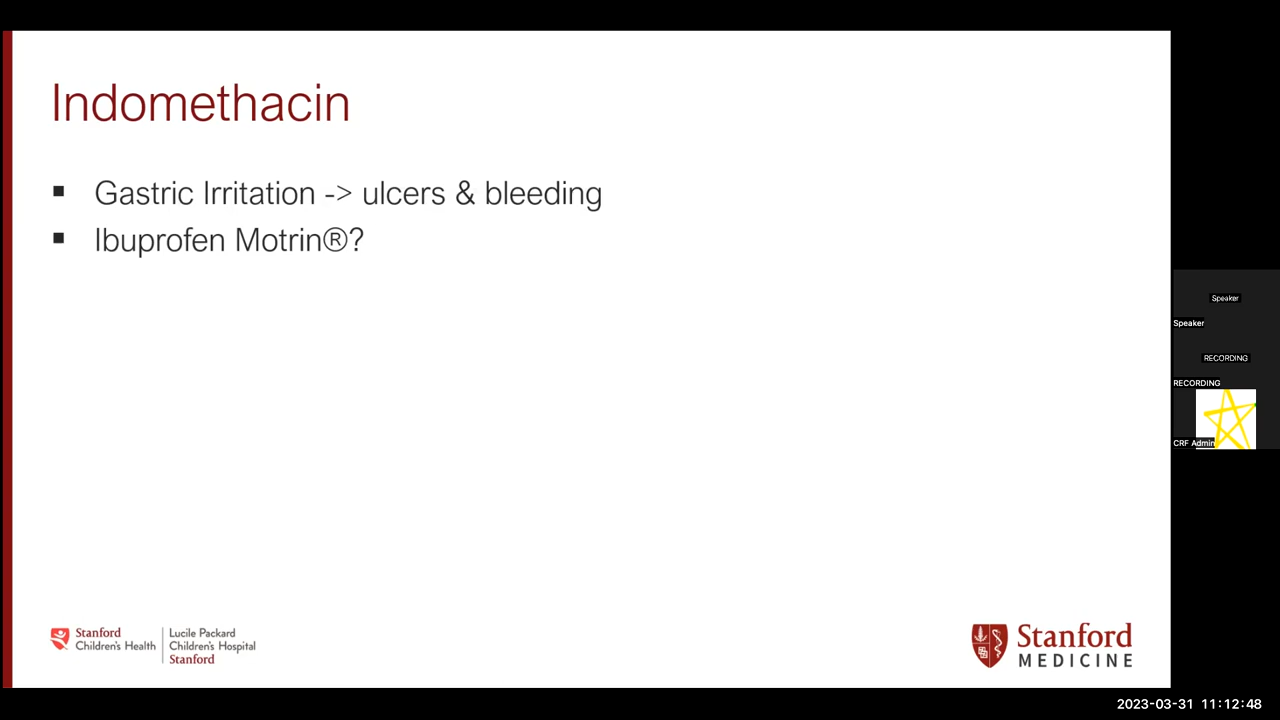 Indomethacin
▪ Gastric Irritation -> ulcers & bleeding
▪ Ibuprofen Motrin®?
Speaker
Speaker
RECORDING
RECORDING
CRF Admin
Stanford
Children's Health
Lucile Packard
Children's Hospital
Stanford
Stanford
MEDICINE
2023-03-31 11:12:48